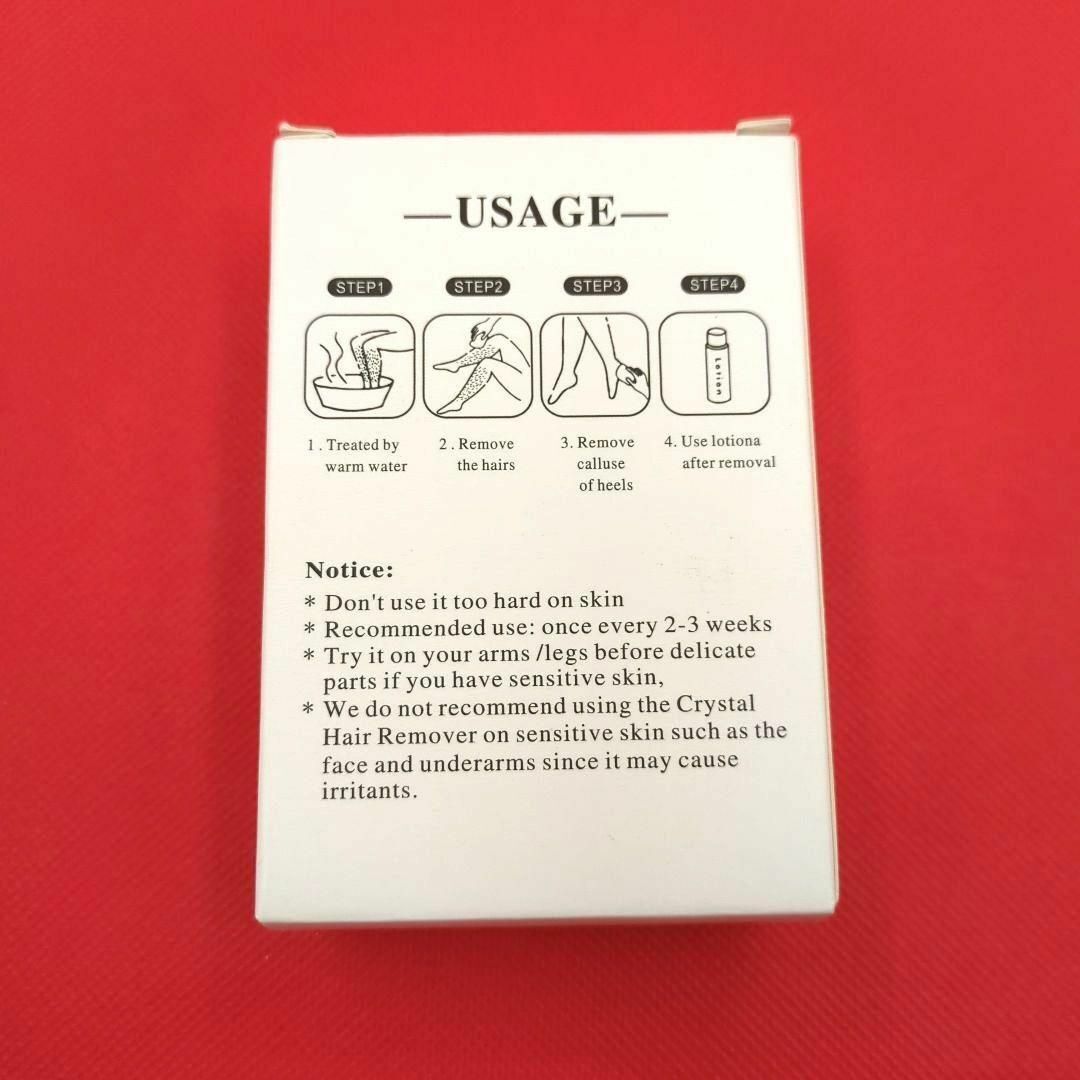 —USAGE—
STEP1 STEP2 STEP3 STEP4
Lotion
1. Treated by
warm water
2. Remove
the hairs
3. Remove
calluse
of heels
4. Use lotiona
after removal
Notice:
* Don't use it too hard on skin
* Recommended use: once every 2-3 weeks
* Try it on your arms /legs before delicate
parts if you have sensitive skin,
* We do not recommend using the Crystal
Hair Remover on sensitive skin such as the
face and underarms since it may cause
irritants.